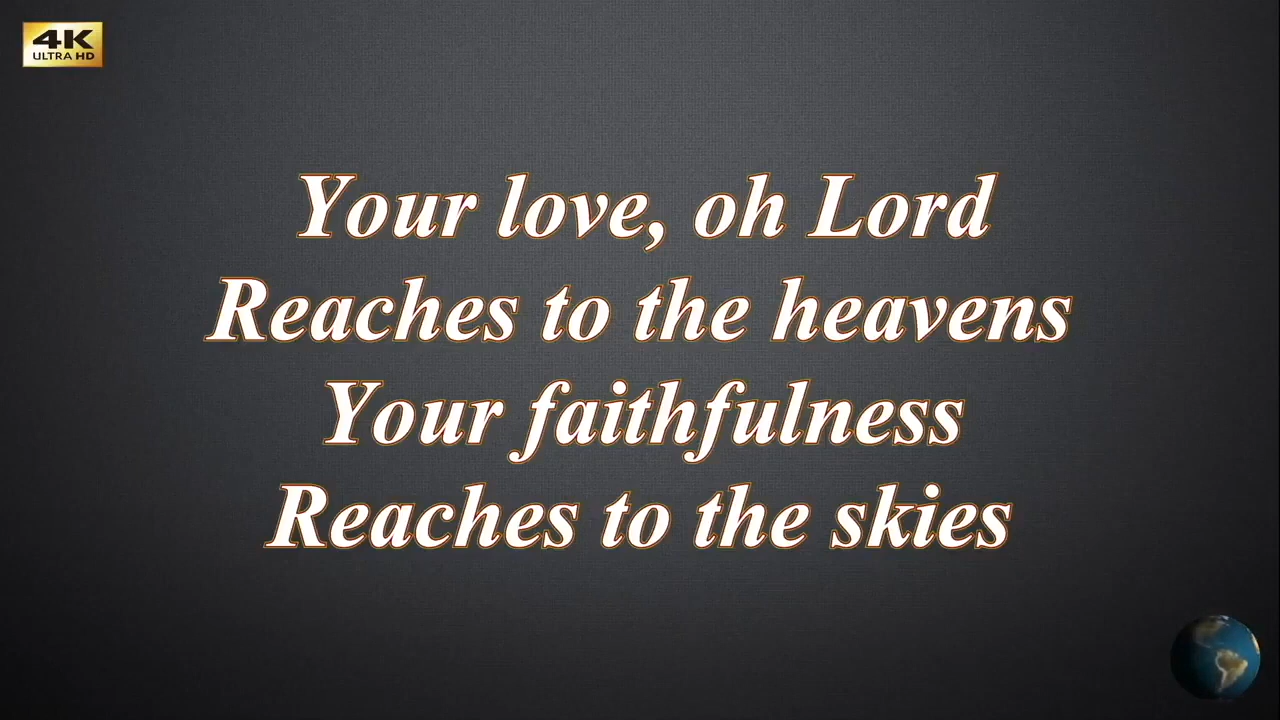 4K
ULTRA HD
Your love, oh Lord
Reaches to the heavens
Your faithfulness
Reaches to the skies